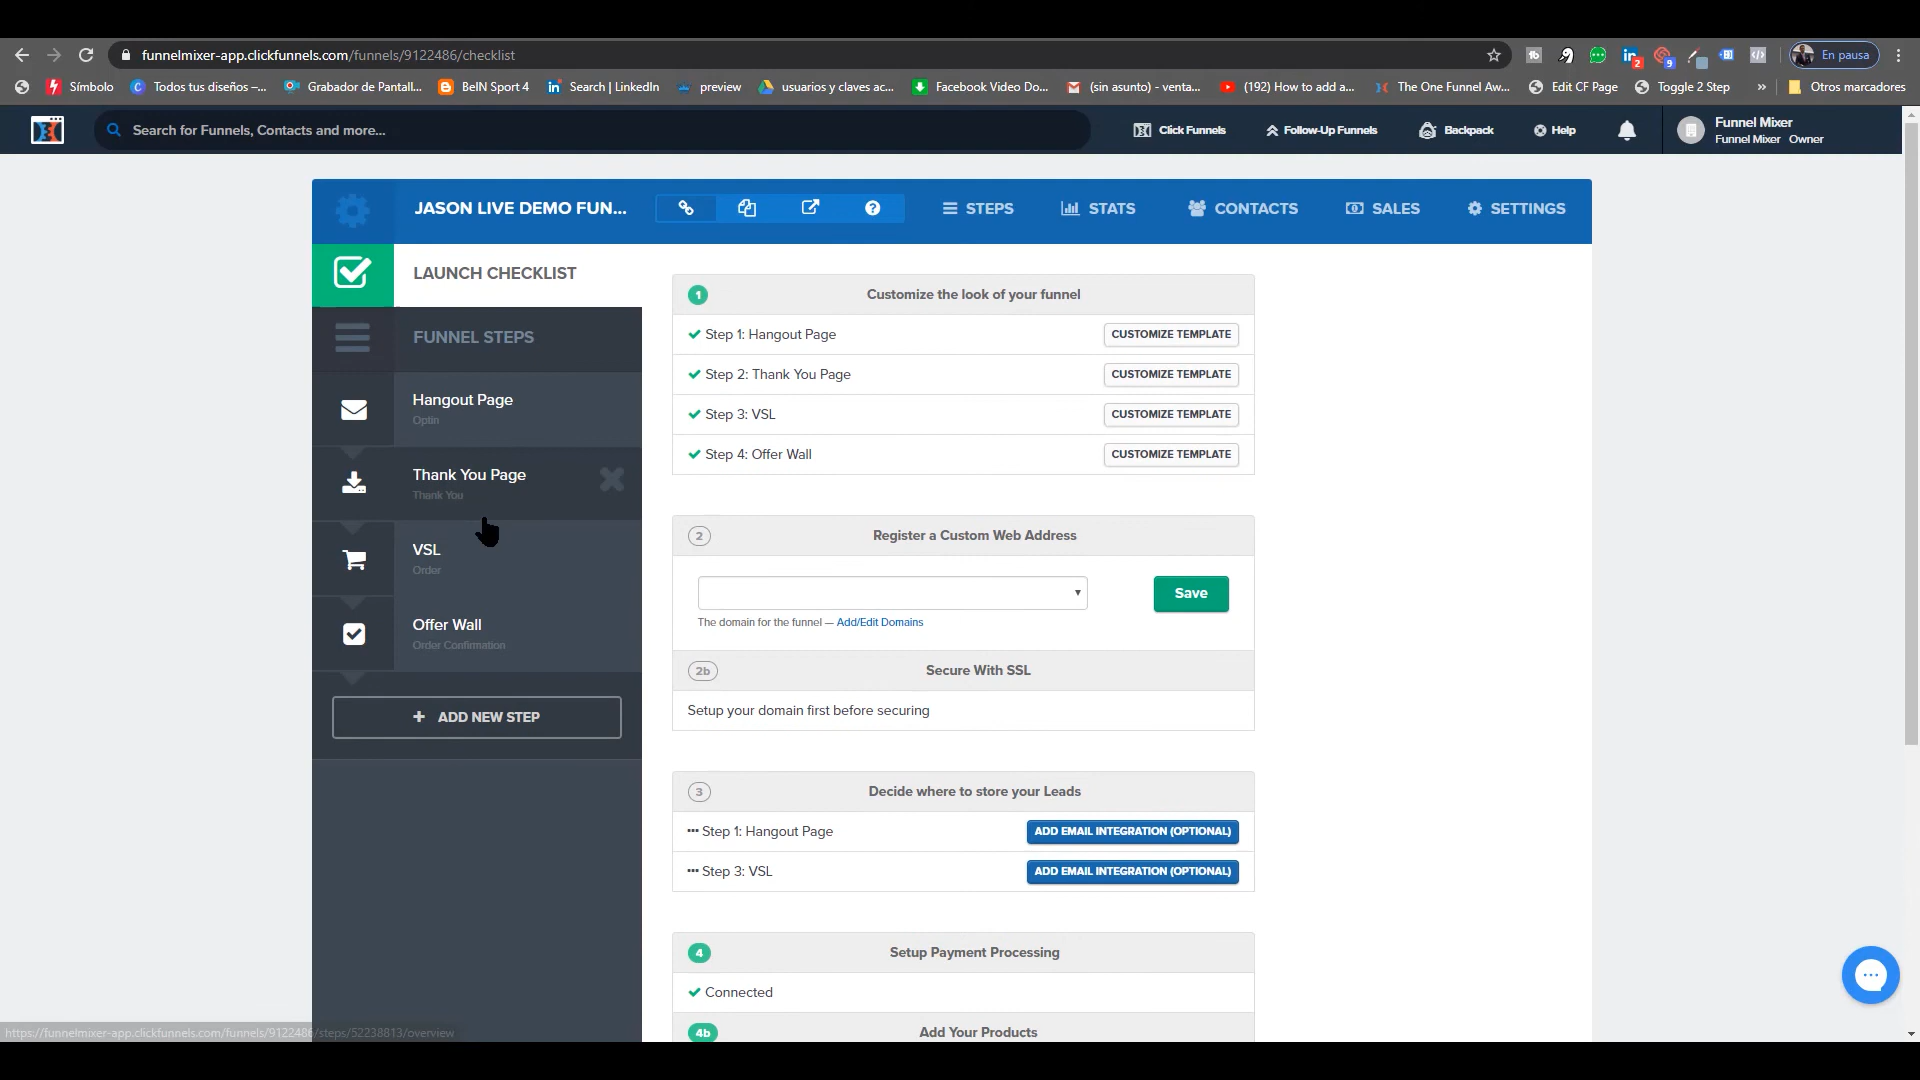 funnelmixer-app.clickfunnels.com/funnels/9122486/checklist
2
9
En pausa
Símbolo
Todos tus diseños –...
Grabador de Pantall...
BeIN Sport 4
Search | LinkedIn
preview
usuarios y claves ac...
Facebook Video Do...
(sin asunto) - venta...
(192) How to add a...
The One Funnel Aw...
Edit CF Page
Toggle 2 Step
»
Otros marcadores
Search for Funnels, Contacts and more...
Click Funnels
Follow-Up Funnels
Backpack
Help
Funnel Mixer
Funnel Mixer Owner
JASON LIVE DEMO FUN...
STEPS
STATS
CONTACTS
SALES
SETTINGS
LAUNCH CHECKLIST
FUNNEL STEPS
Hangout Page
Optin
Thank You Page
Thank You
VSL
Order
Offer Wall
Order Confirmation
+ ADD NEW STEP
1 Customize the look of your funnel
Step 1: Hangout Page CUSTOMIZE TEMPLATE
Step 2: Thank You Page CUSTOMIZE TEMPLATE
Step 3: VSL CUSTOMIZE TEMPLATE
Step 4: Offer Wall CUSTOMIZE TEMPLATE
2 Register a Custom Web Address
Save
The domain for the funnel — Add/Edit Domains
2b Secure With SSL
Setup your domain first before securing
3 Decide where to store your Leads
Step 1: Hangout Page ADD EMAIL INTEGRATION (OPTIONAL)
Step 3: VSL ADD EMAIL INTEGRATION (OPTIONAL)
4 Setup Payment Processing
Connected
4b Add Your Products
https://funnelmixer-app.clickfunnels.com/funnels/9122486/steps/52238813/overview